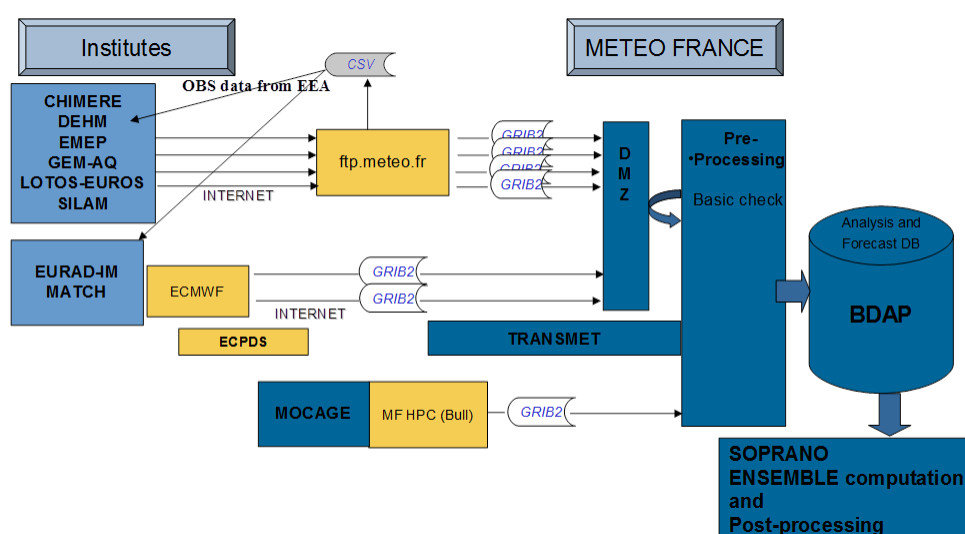 Institutes
METEO FRANCE
CSV
OBS data from EEA
CHIMERE
DEHM
EMEP
GEM-AQ
LOTOS-EUROS
SILAM
INTERNET
ftp.meteo.fr
GRIB2
GRIB2
GRIB2
GRIB2
D
M
Z
Pre-
•Processing
Basic check
Analysis and
Forecast DB
BDAP
EURAD-IM
MATCH
ECMWF
GRIB2
GRIB2
INTERNET
ECPDS
TRANSMET
MOCAGE
MF HPC (Bull)
GRIB2
SOPRANO
ENSEMBLE computation
and
Post-processing